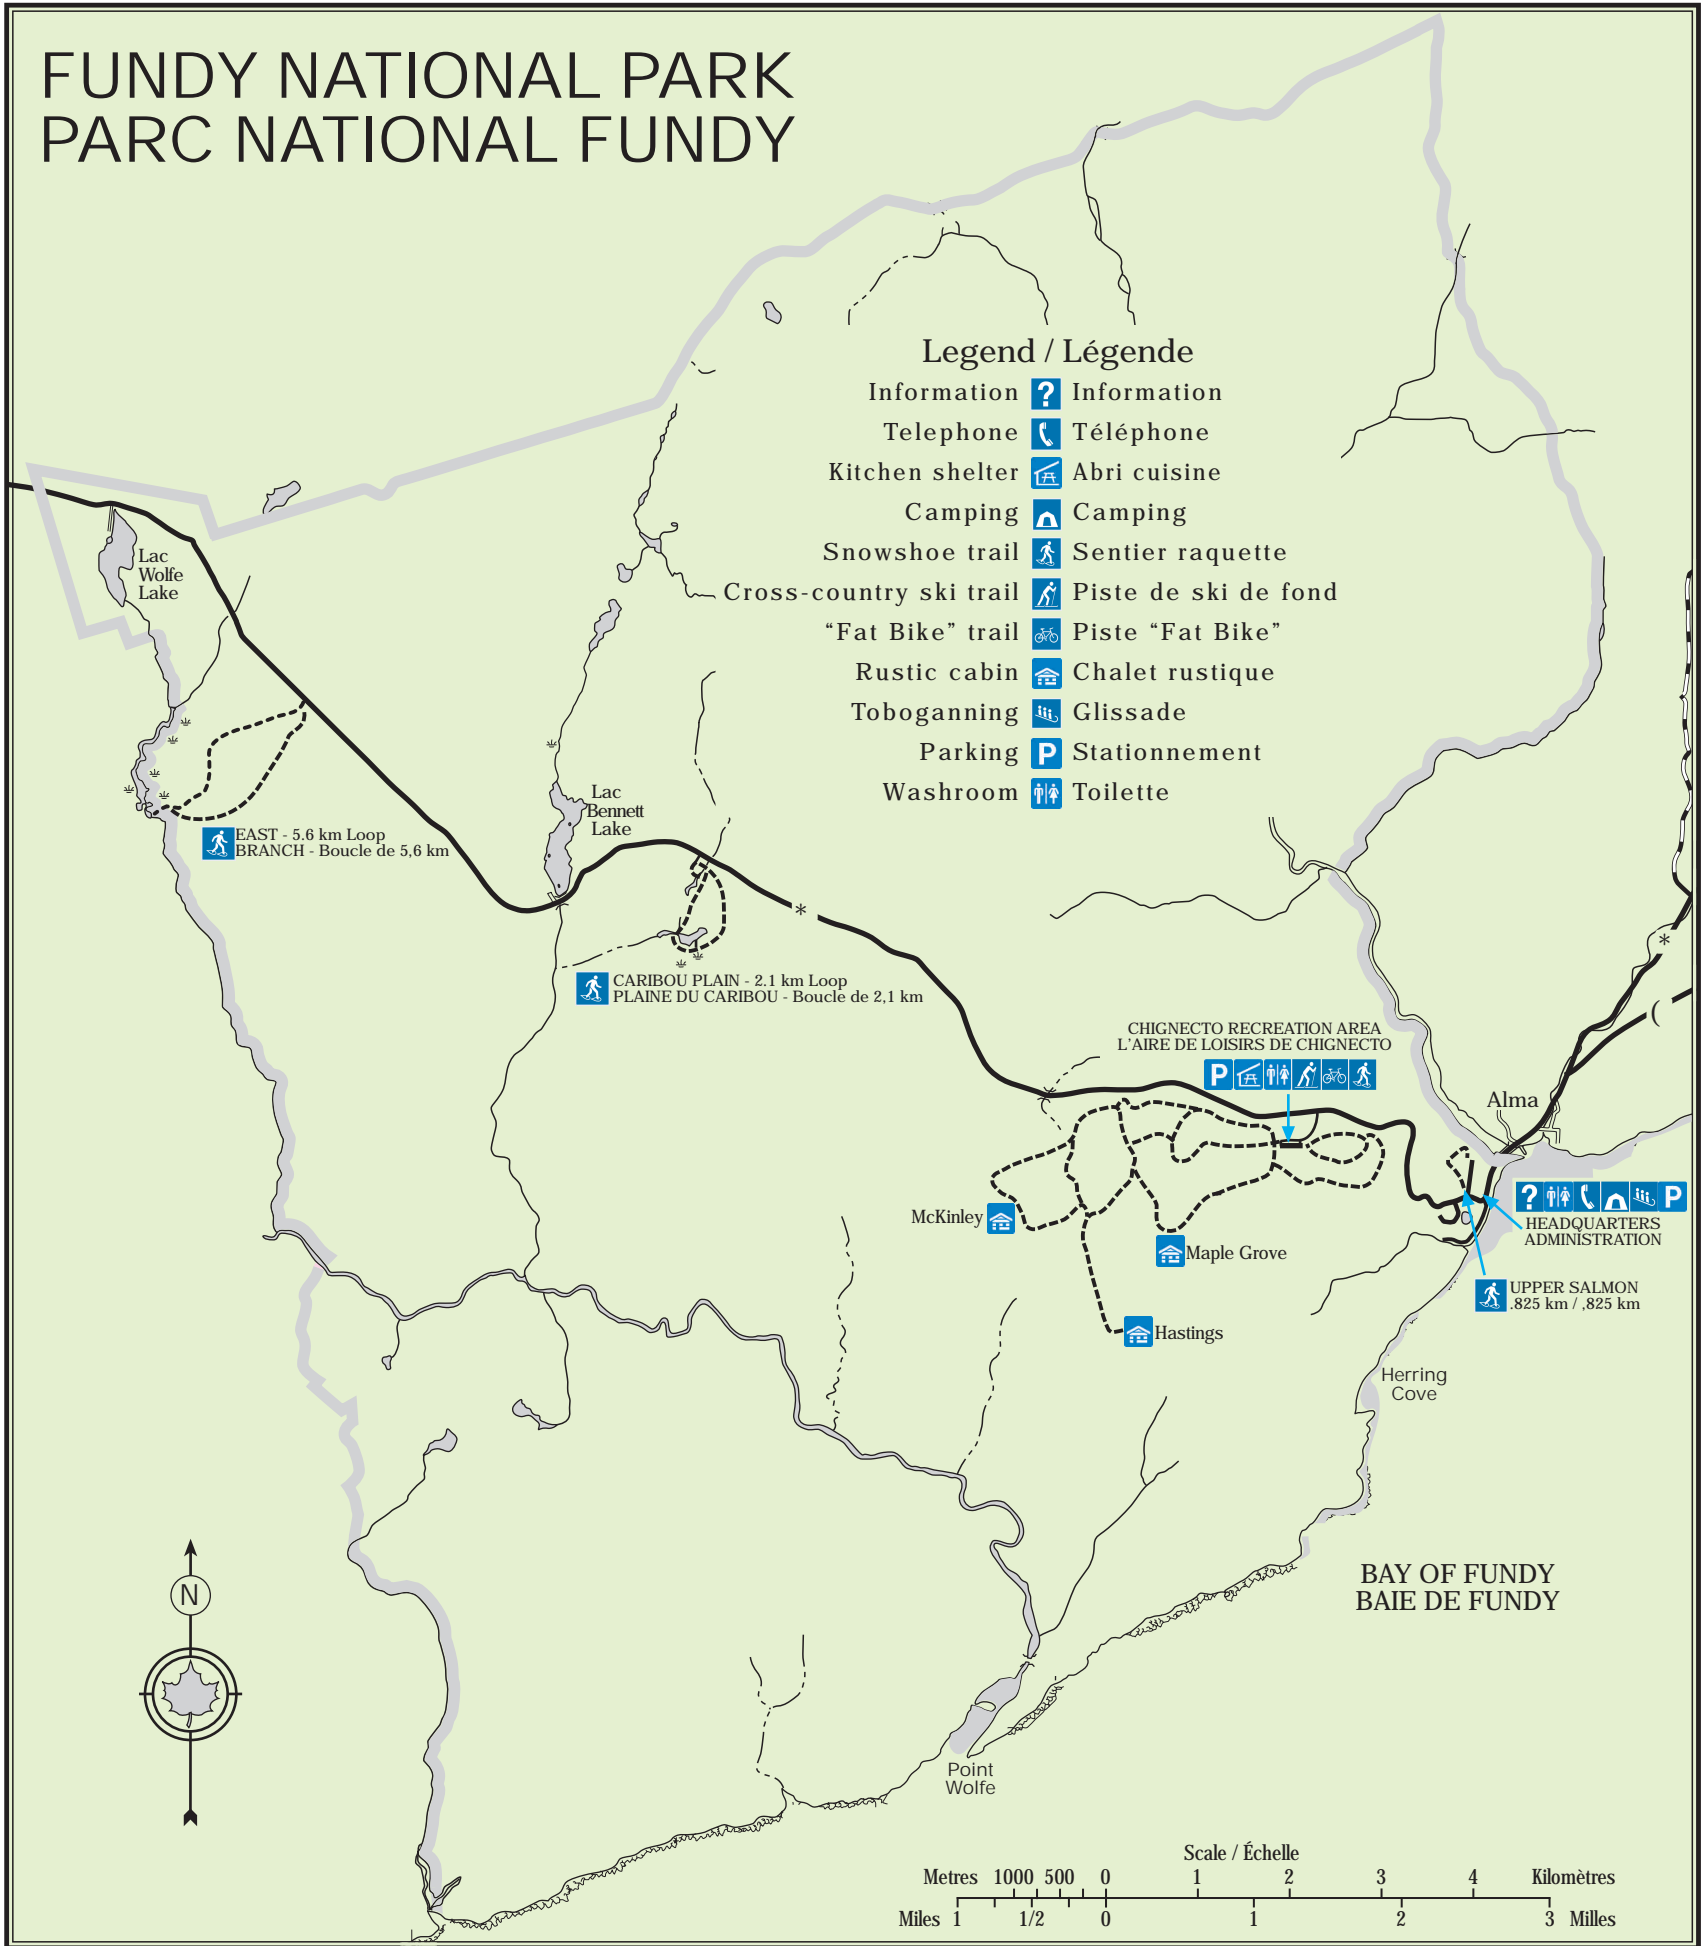 FUNDY NATIONAL PARK
PARC NATIONAL FUNDY
Legend / Légende
Information ? Information
Telephone Téléphone
Kitchen shelter Abri cuisine
Camping Camping
Snowshoe trail Sentier raquette
Cross-country ski trail Piste de ski de fond
“Fat Bike” trail Piste “Fat Bike”
Rustic cabin Chalet rustique
Toboganning Glissade
Parking P Stationnement
Washroom Toilette
Lac
Wolfe
Lake
Lac
Bennett
Lake
EAST - 5.6 km Loop
BRANCH - Boucle de 5,6 km
*
*
(
CARIBOU PLAIN - 2.1 km Loop
PLAINE DU CARIBOU - Boucle de 2,1 km
CHIGNECTO RECREATION AREA
L'AIRE DE LOISIRS DE CHIGNECTO
P
Alma
? P
HEADQUARTERS
ADMINISTRATION
McKinley
Maple Grove
UPPER SALMON
.825 km / ,825 km
Hastings
Herring
Cove
BAY OF FUNDY
BAIE DE FUNDY
N
Point
Wolfe
Scale / Échelle
Metres 1000 500 0 1 2 3 4 Kilomètres
Miles 1 1/2 0 1 2 3 Milles